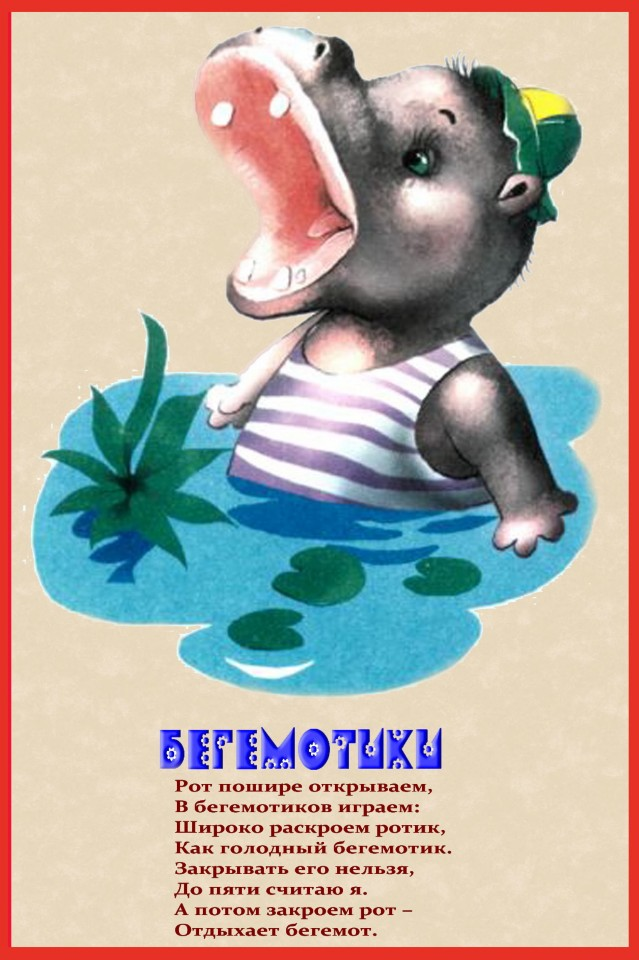 БЕГЕМОТИКИ
Рот пошире открываем,
В бегемотиков играем:
Широко раскроем ротик,
Как голодный бегемотик.
Закрывать его нельзя,
До пяти считаю я.
А потом закроем рот –
Отдыхает бегемот.